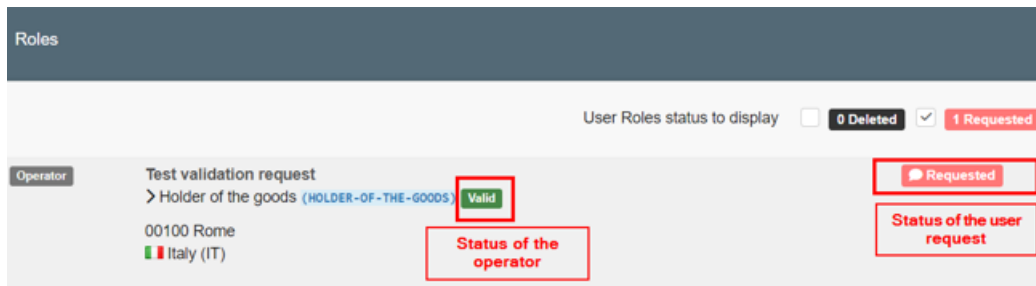 Roles
User Roles status to display 0 Deleted 1 Requested
Operator Test validation request Requested
Holder of the goods (HOLDER-OF-THE-GOODS) Valid
00100 Rome
Italy (IT)
Status of the
operator
Status of the user
request